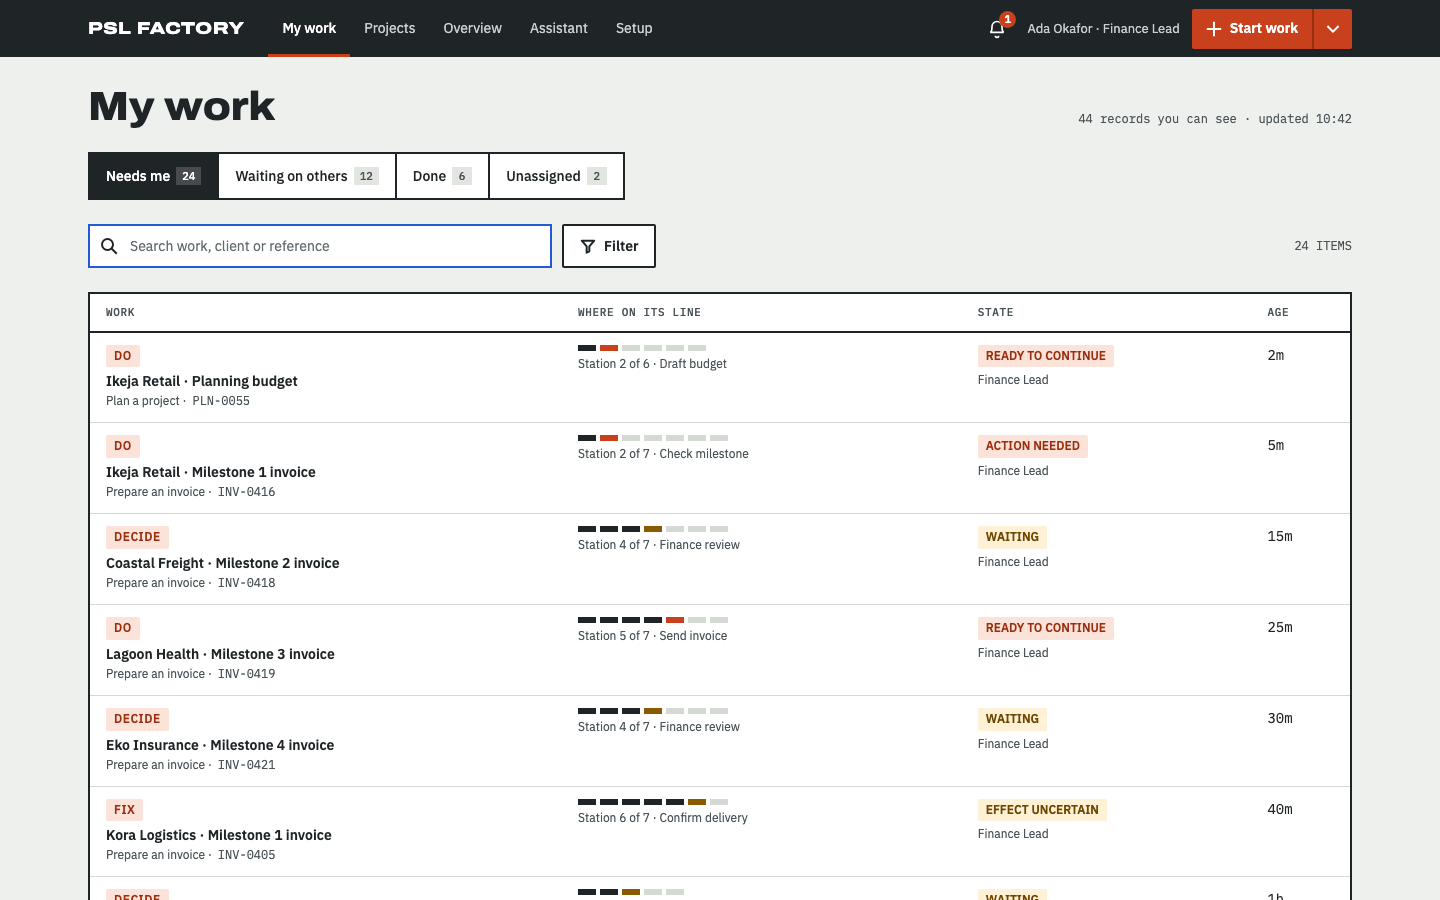 PSL FACTORY My work Projects Overview Assistant Setup 1 Ada Okafor · Finance Lead Start work
My work
44 records you can see · updated 10:42
Needs me 24 Waiting on others 12 Done 6 Unassigned 2
Search work, client or reference Filter 24 ITEMS
WORK WHERE ON ITS LINE STATE AGE
DO READY TO CONTINUE 2m
Station 2 of 6 · Draft budget
Ikeja Retail · Planning budget Finance Lead
Plan a project · PLN-0055
DO ACTION NEEDED 5m
Station 2 of 7 · Check milestone
Ikeja Retail · Milestone 1 invoice Finance Lead
Prepare an invoice · INV-0416
DECIDE WAITING 15m
Station 4 of 7 · Finance review
Coastal Freight · Milestone 2 invoice Finance Lead
Prepare an invoice · INV-0418
DO READY TO CONTINUE 25m
Station 5 of 7 · Send invoice
Lagoon Health · Milestone 3 invoice Finance Lead
Prepare an invoice · INV-0419
DECIDE WAITING 30m
Station 4 of 7 · Finance review
Eko Insurance · Milestone 4 invoice Finance Lead
Prepare an invoice · INV-0421
FIX EFFECT UNCERTAIN 40m
Station 6 of 7 · Confirm delivery
Kora Logistics · Milestone 1 invoice Finance Lead
Prepare an invoice · INV-0405
DECIDE WAITING 1h